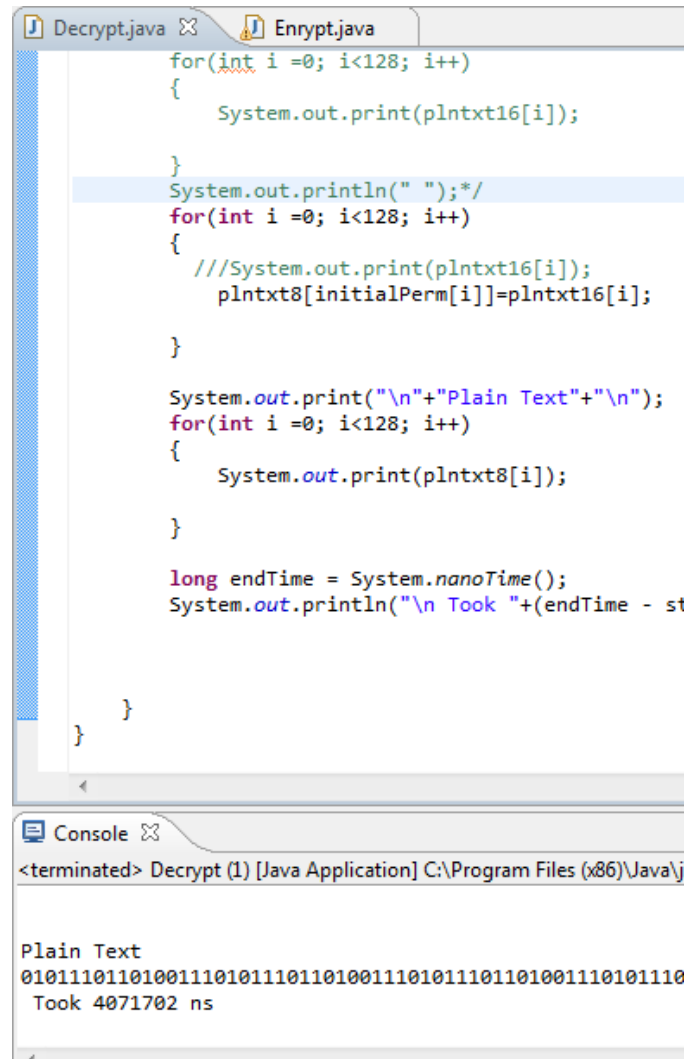 Decrypt.java Enrypt.java
for(int i =0; i<128; i++)
{
System.out.print(plntxt16[i]);
}
System.out.println(" ");*/
for(int i =0; i<128; i++)
{
///System.out.print(plntxt16[i]);
plntxt8[initialPerm[i]]=plntxt16[i];
}
System.out.print("\n"+"Plain Text"+"\n");
for(int i =0; i<128; i++)
{
System.out.print(plntxt8[i]);
}
long endTime = System.nanoTime();
System.out.println("\n Took "+(endTime - st
}
}
Console
<terminated> Decrypt (1) [Java Application] C:\Program Files (x86)\Java\j
Plain Text
0101110110100111010111011010011101011101101001110101110
Took 4071702 ns